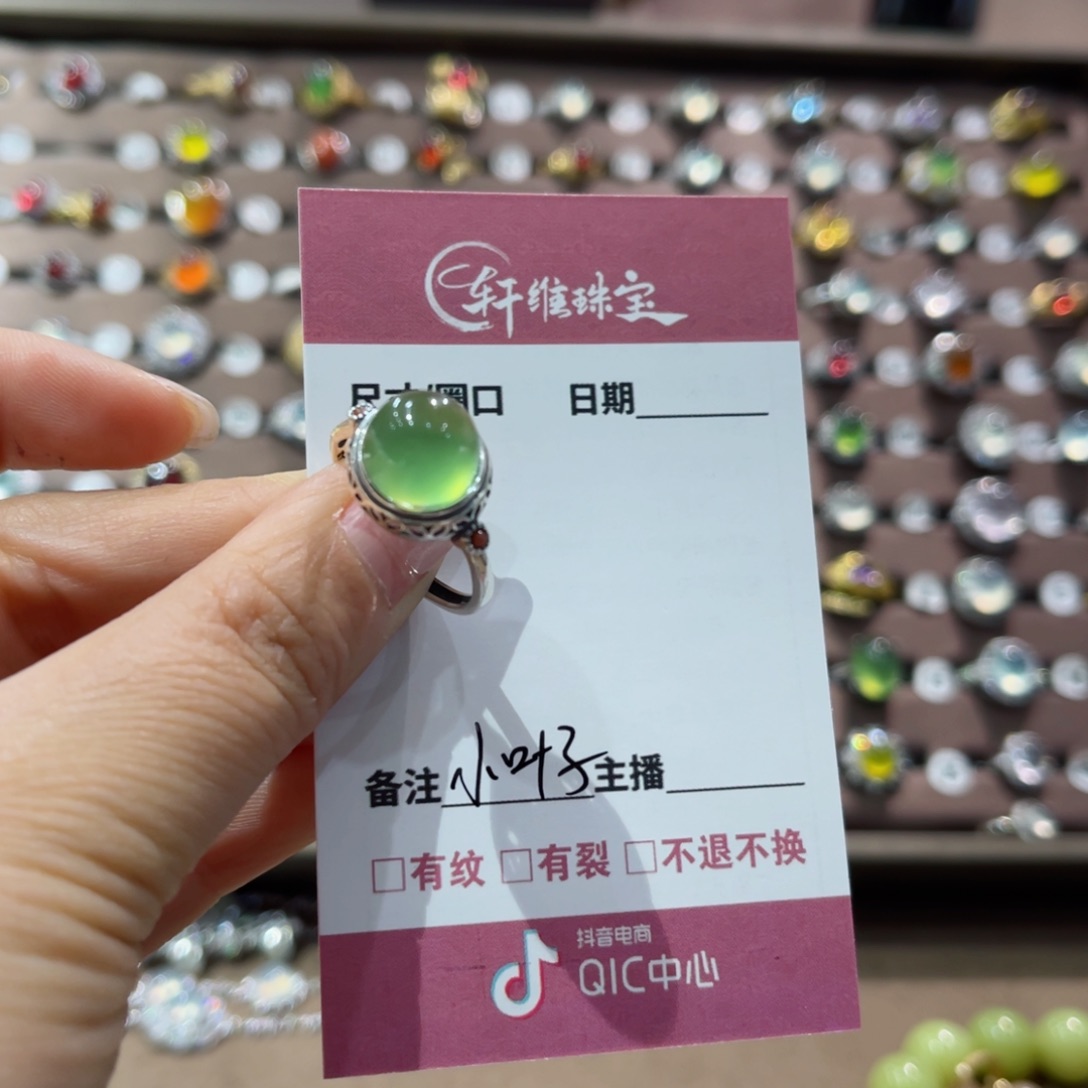 轩维珠宝
尺寸/圈口 日期
备注小叶子主播
□有纹 □有裂 □不退不换
抖音电商
QIC中心